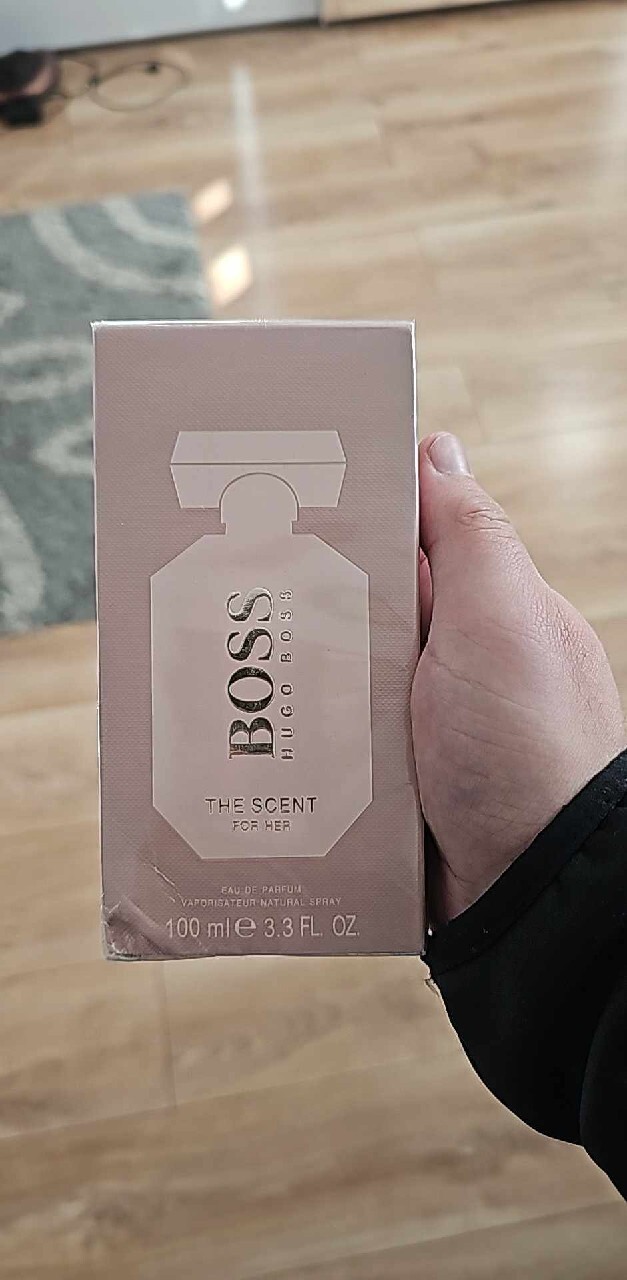 BOSS
HUGO BOSS
THE SCENT
FOR HER
EAU DE PARFUM
VAPORISATEUR NATURAL SPRAY
100 ml ℮ 3.3 FL. OZ.